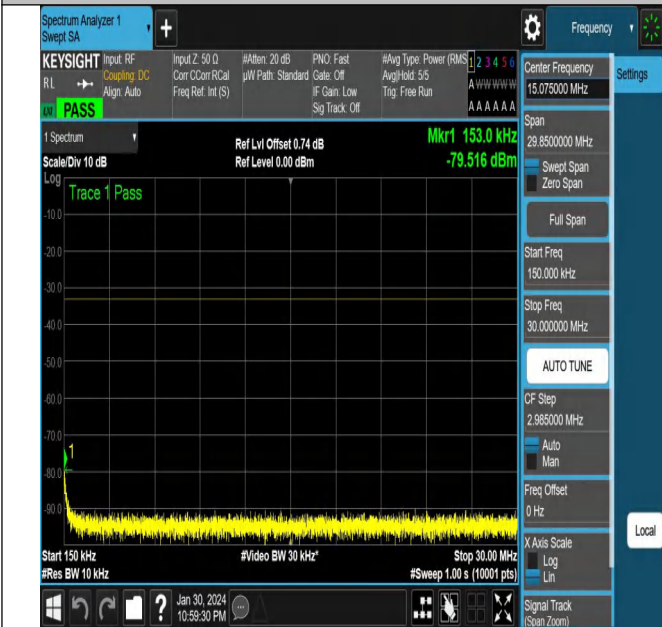 Spectrum Analyzer 1
Swept SA
Frequency
KEYSIGHT
RL
PASS
Input: RF
Coupling: DC
Align: Auto
Input Z: 50 Ω
Corr CCorr RCal
Freq Ref: Int (S)
#Atten: 20 dB
µW Path: Standard
PNO: Fast
Gate: Off
IF Gain: Low
Sig Track: Off
#Avg Type: Power (RMS
Avg|Hold: 5/5
Trig: Free Run
1 2 3 4 5 6
A W W W W W
A A A A A A
1 Spectrum
Scale/Div 10 dB
Log
Ref Lvl Offset 0.74 dB
Ref Level 0.00 dBm
Mkr1 153.0 kHz
-79.516 dBm
Trace 1 Pass
-10.0
-20.0
-30.0
-40.0
-50.0
-60.0
-70.0
1
-80.0
-90.0
Start 150 kHz
#Res BW 10 kHz
#Video BW 30 kHz*
Stop 30.00 MHz
#Sweep 1.00 s (10001 pts)
Jan 30, 2024
10:59:30 PM
Center Frequency
15.075000 MHz
Settings
Span
29.8500000 MHz
Swept Span
Zero Span
Full Span
Start Freq
150.000 kHz
Stop Freq
30.000000 MHz
AUTO TUNE
CF Step
2.985000 MHz
Auto
Man
Freq Offset
0 Hz
Local
X Axis Scale
Log
Lin
Signal Track
(Span Zoom)